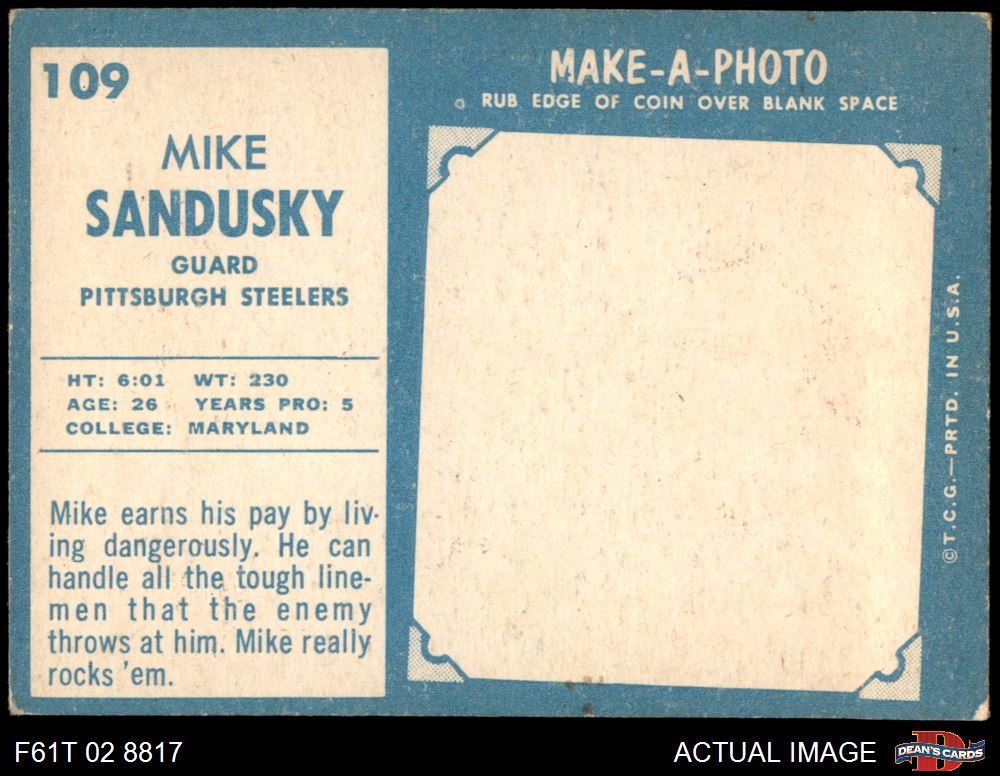 109
MIKE
SANDUSKY
GUARD
PITTSBURGH STEELERS
HT: 6:01 WT: 230
AGE: 26 YEARS PRO: 5
COLLEGE: MARYLAND
Mike earns his pay by liv-
ing dangerously. He can
handle all the tough line-
men that the enemy
throws at him. Mike really
rocks 'em.
MAKE-A-PHOTO
RUB EDGE OF COIN OVER BLANK SPACE
©T.C.G.—PRTD. IN U.S.A.
F61T 02 8817
ACTUAL IMAGE
DEAN'S CARDS